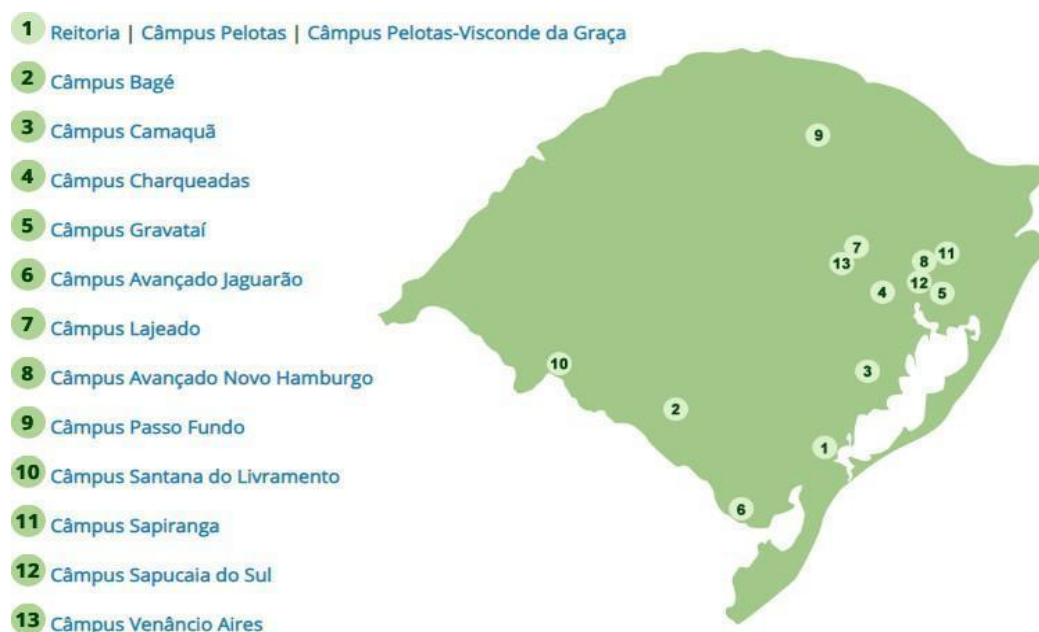 1 Reitoria | Câmpus Pelotas | Câmpus Pelotas-Visconde da Graça
2 Câmpus Bagé
3 Câmpus Camaquã
4 Câmpus Charqueadas
5 Câmpus Gravataí
6 Câmpus Avançado Jaguarão
7 Câmpus Lajeado
8 Câmpus Avançado Novo Hamburgo
9 Câmpus Passo Fundo
10 Câmpus Santana do Livramento
11 Câmpus Sapiranga
12 Câmpus Sapucaia do Sul
13 Câmpus Venâncio Aires
9
7
11
13
8
12
4
5
10
3
2
1
6